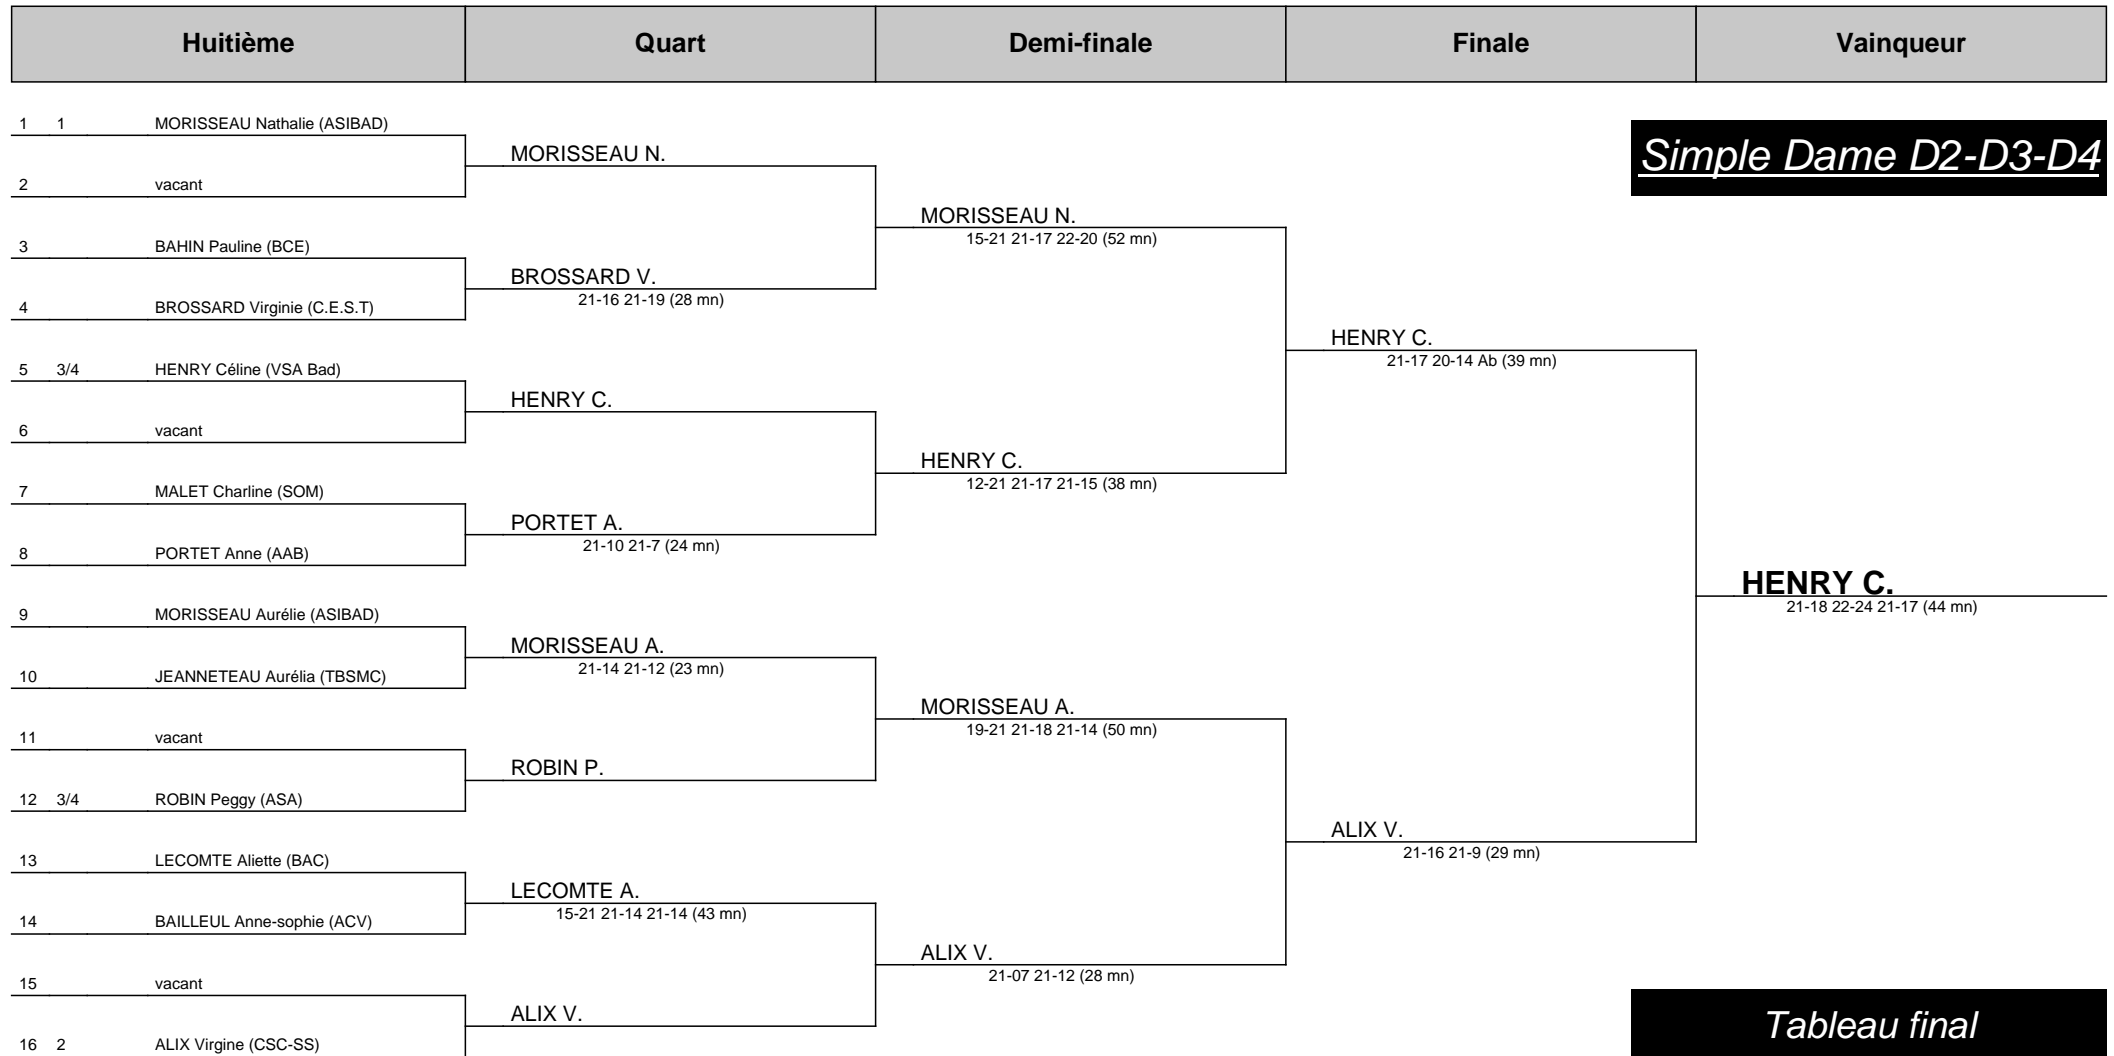 Huitième Quart Demi-finale Finale Vainqueur
1 1 MORISSEAU Nathalie (ASIBAD)
MORISSEAU N.
Simple Dame D2-D3-D4
2 vacant
MORISSEAU N.
15-21 21-17 22-20 (52 mn)
3 BAHIN Pauline (BCE)
BROSSARD V.
21-16 21-19 (28 mn)
4 BROSSARD Virginie (C.E.S.T)
HENRY C.
21-17 20-14 Ab (39 mn)
5 3/4 HENRY Céline (VSA Bad)
HENRY C.
6 vacant
HENRY C.
12-21 21-17 21-15 (38 mn)
7 MALET Charline (SOM)
PORTET A.
21-10 21-7 (24 mn)
8 PORTET Anne (AAB)
HENRY C.
21-18 22-24 21-17 (44 mn)
9 MORISSEAU Aurélie (ASIBAD)
MORISSEAU A.
21-14 21-12 (23 mn)
10 JEANNETEAU Aurélia (TBSMC)
MORISSEAU A.
19-21 21-18 21-14 (50 mn)
11 vacant
ROBIN P.
12 3/4 ROBIN Peggy (ASA)
ALIX V.
21-16 21-9 (29 mn)
13 LECOMTE Aliette (BAC)
LECOMTE A.
15-21 21-14 21-14 (43 mn)
14 BAILLEUL Anne-sophie (ACV)
ALIX V.
21-07 21-12 (28 mn)
15 vacant
ALIX V.
Tableau final
16 2 ALIX Virgine (CSC-SS)